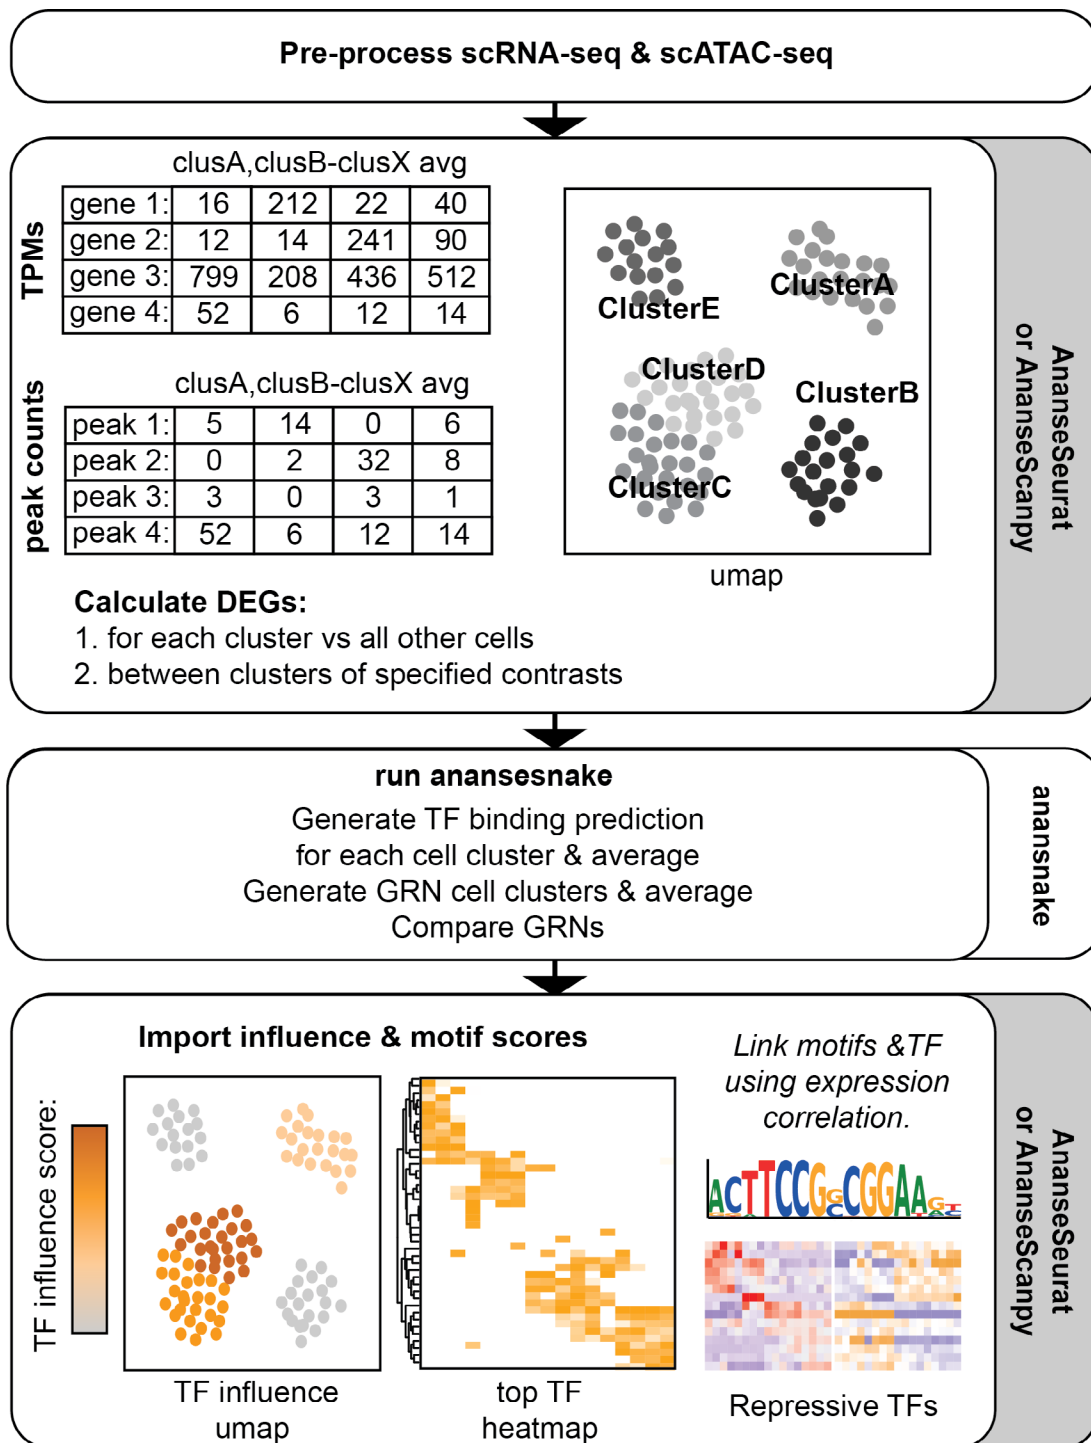 Pre-process scRNA-seq & scATAC-seq
clusA,clusB-clusX avg
TPMs
gene 1: 16 212 22 40
gene 2: 12 14 241 90
gene 3: 799 208 436 512
gene 4: 52 6 12 14
clusA,clusB-clusX avg
peak counts
peak 1: 5 14 0 6
peak 2: 0 2 32 8
peak 3: 3 0 3 1
peak 4: 52 6 12 14
ClusterE
ClusterA
ClusterD
ClusterB
ClusterC
umap
Calculate DEGs:
1. for each cluster vs all other cells
2. between clusters of specified contrasts
AnanseSeurat
or AnanseScanpy
run anansesnake
Generate TF binding prediction
for each cell cluster & average
Generate GRN cell clusters & average
Compare GRNs
anansnake
Import influence & motif scores
TF influence score:
TF influence
umap
top TF
heatmap
Link motifs &TF
using expression
correlation.
ACTTCCGCGGAA
Repressive TFs
AnanseSeurat
or AnanseScanpy